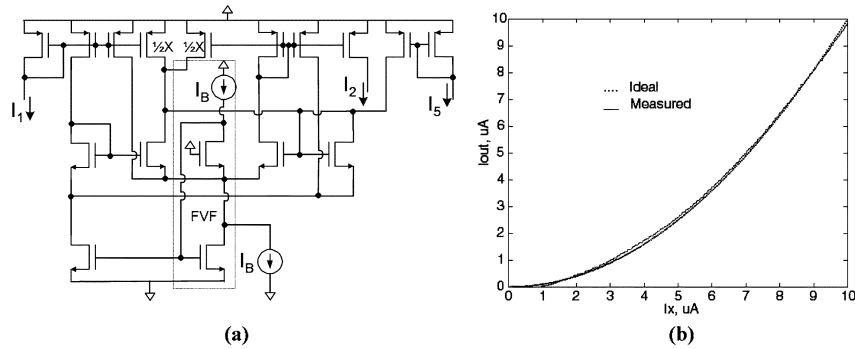 ½X ½X
I_B
I_1
I_2
I_5
FVF
I_B
(a)
10
9
8
7
6
5
4
3
2
1
0
Iout, uA
Ideal
Measured
0 1 2 3 4 5 6 7 8 9 10
Ix, uA
(b)